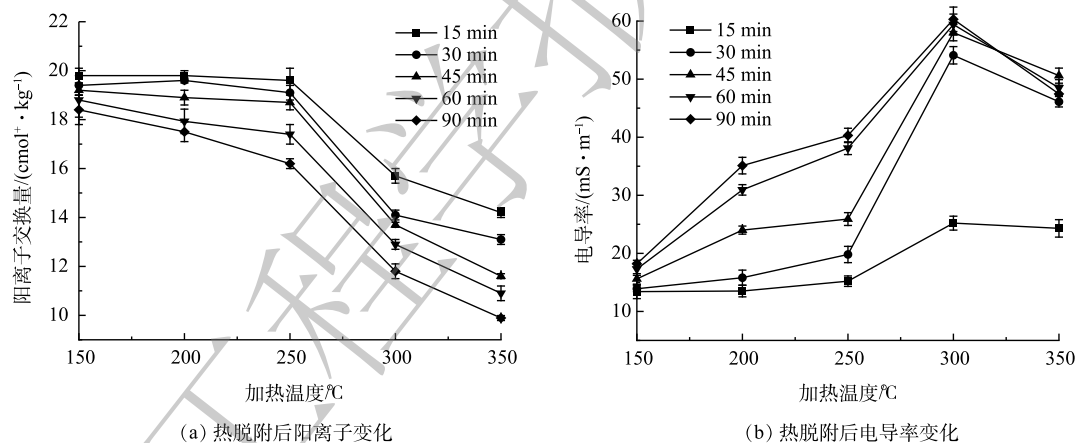 22
20
18
16
14
12
10
阳离子交换量/(cmol⁺·kg⁻¹)
15 min
30 min
45 min
60 min
90 min
150 200 250 300 350
加热温度/℃
(a) 热脱附后阳离子变化
60
50
40
30
20
10
电导率/(mS·m⁻¹)
15 min
30 min
45 min
60 min
90 min
150 200 250 300 350
加热温度/℃
(b) 热脱附后电导率变化
工程学报